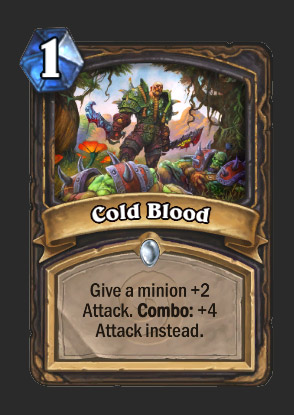 1
Cold Blood
Give a minion +2
Attack. Combo: +4
Attack instead.